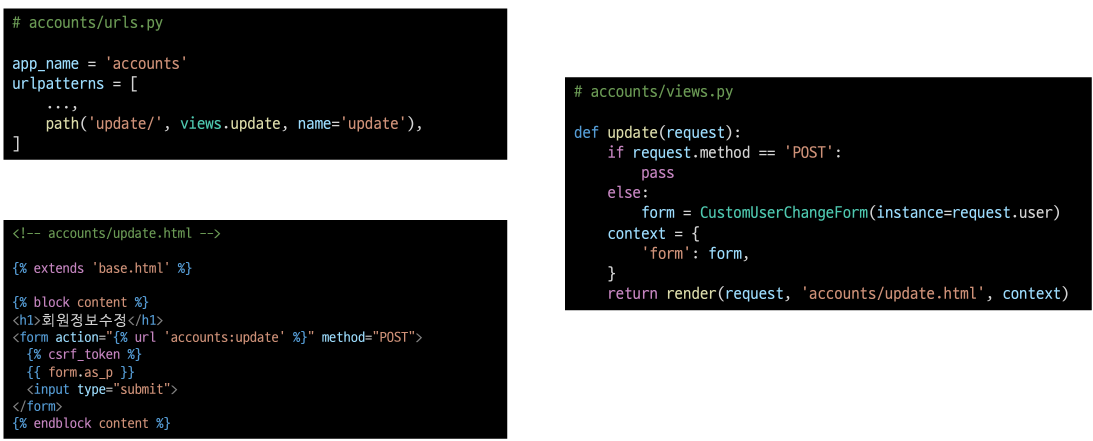 # accounts/urls.py
app_name = 'accounts'
urlpatterns = [
    ...,
    path('update/', views.update, name='update'),
]
<!-- accounts/update.html -->
{% extends 'base.html' %}
{% block content %}
<h1>회원정보수정</h1>
<form action="{% url 'accounts:update' %}" method="POST">
  {% csrf_token %}
  {{ form.as_p }}
  <input type="submit">
</form>
{% endblock content %}
# accounts/views.py
def update(request):
    if request.method == 'POST':
        pass
    else:
        form = CustomUserChangeForm(instance=request.user)
    context = {
        'form': form,
    }
    return render(request, 'accounts/update.html', context)